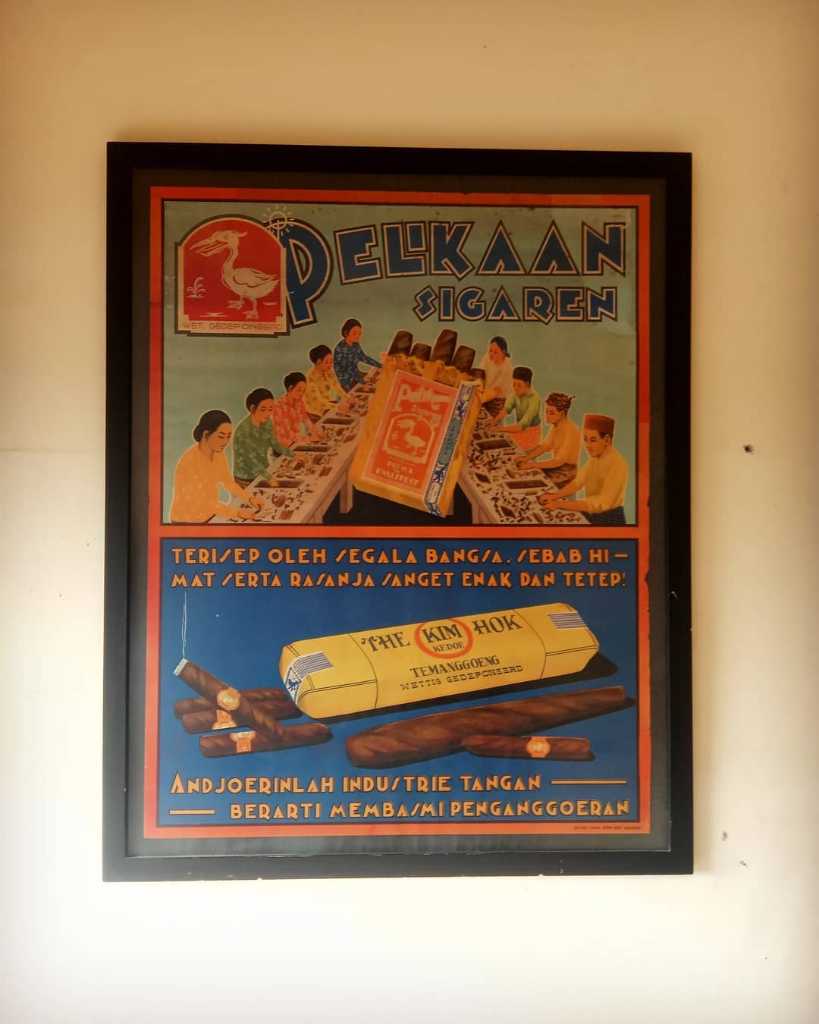 PELIKAAN
SIGAREN
WET. GEDEPONEERD
TERISEP OLEH SEGALA BANGSA, SEBAB HI—
MAT SERTA RASANJA SANGET ENAK DAN TETEP!
THE KIM HOK
KEDOE
TEMANGGOENG
WETTIG GEDEPONEERD
ANDJOERINLAH INDUSTRIE TANGAN —
— BERARTI MEMBASMI PENGANGGOERAN